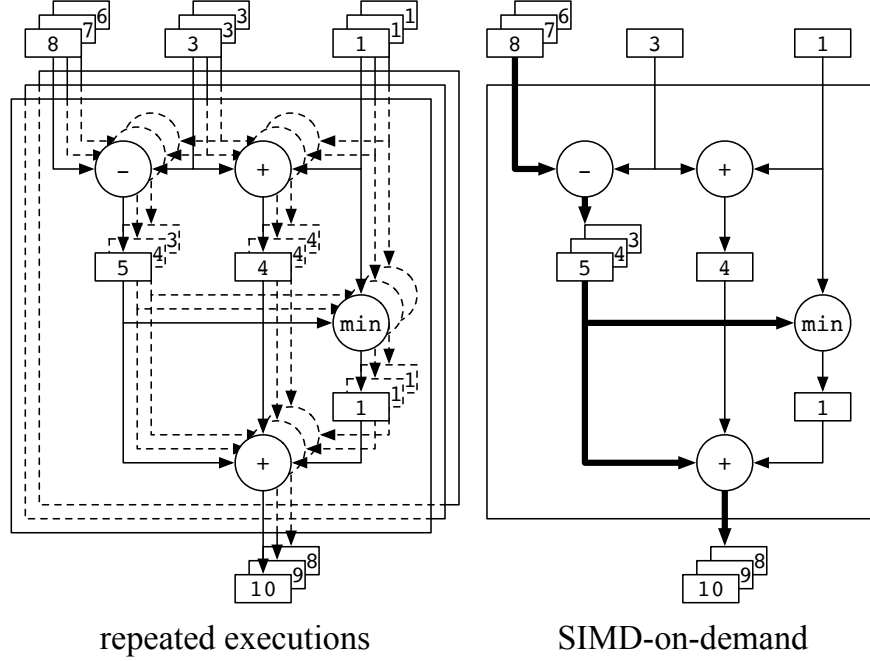 8 7 6 3 3 3 1 1 1 8 7 6 3 1
- + - +
5 4 3 4 4 4 5 4 3 4
min min
1 1 1 1
+ +
10 9 8 10 9 8
repeated executions SIMD-on-demand